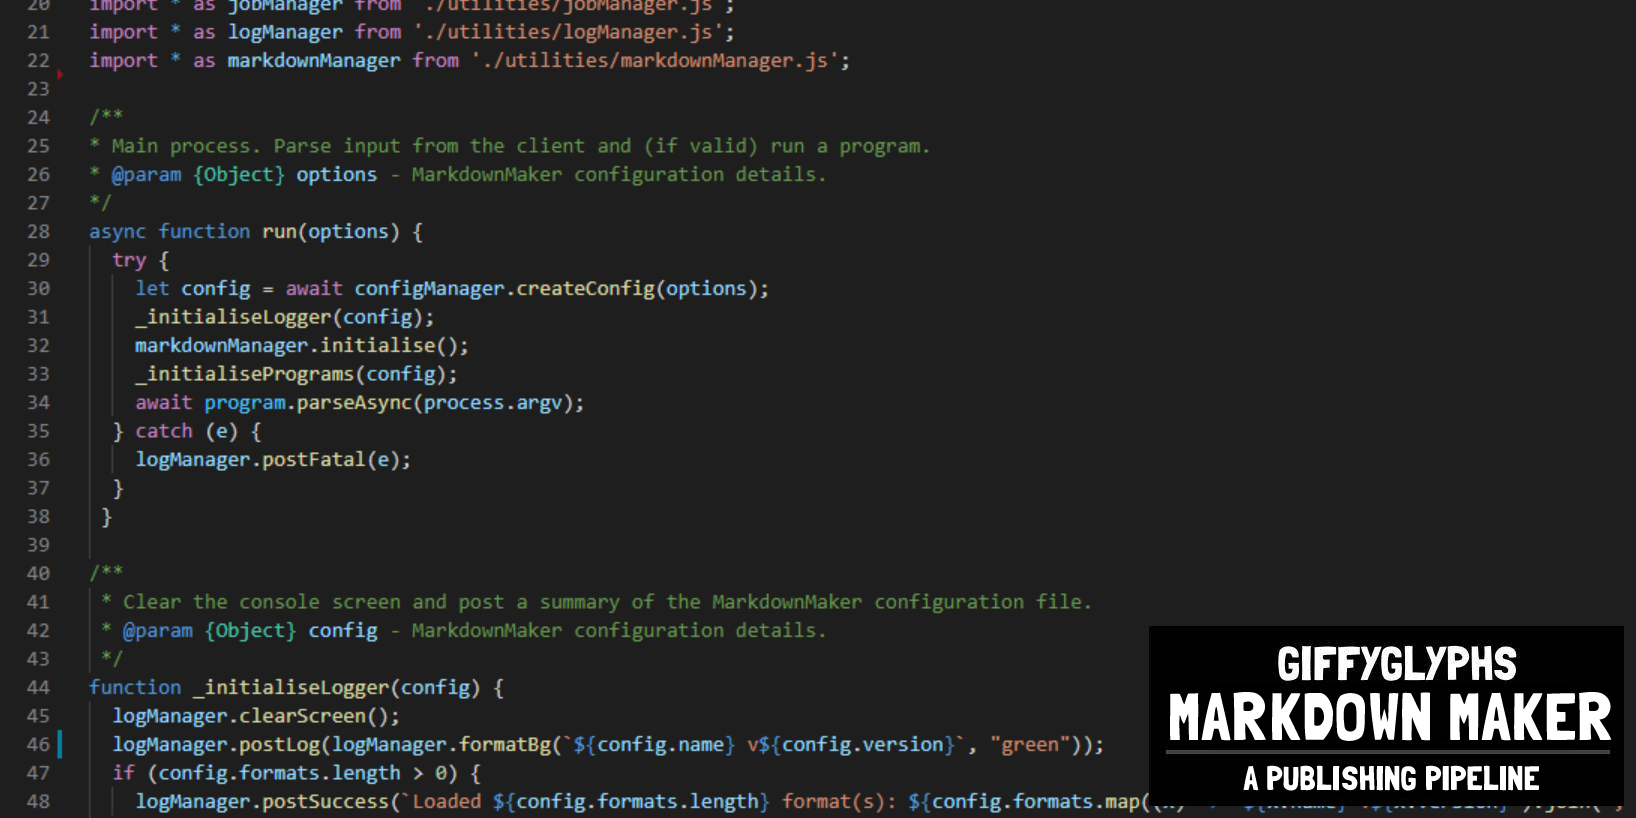 20 import * as jobManager from './utilities/jobManager.js';
21 import * as logManager from './utilities/logManager.js';
22 import * as markdownManager from './utilities/markdownManager.js';
23
24 /**
25 * Main process. Parse input from the client and (if valid) run a program.
26 * @param {Object} options - MarkdownMaker configuration details.
27 */
28 async function run(options) {
29 try {
30 let config = await configManager.createConfig(options);
31 _initialiseLogger(config);
32 markdownManager.initialise();
33 _initialisePrograms(config);
34 await program.parseAsync(process.argv);
35 } catch (e) {
36 logManager.postFatal(e);
37 }
38 }
39
40 /**
41 * Clear the console screen and post a summary of the MarkdownMaker configuration file.
42 * @param {Object} config - MarkdownMaker configuration details.
43 */
44 function _initialiseLogger(config) {
45 logManager.clearScreen();
46 logManager.postLog(logManager.formatBg(`${config.name} v${config.version}`, "green"));
47 if (config.formats.length > 0) {
48 logManager.postSuccess(`Loaded ${config.formats.length} format(s): ${config.formats.map(
GIFFYGLYPHS
MARKDOWN MAKER
A PUBLISHING PIPELINE